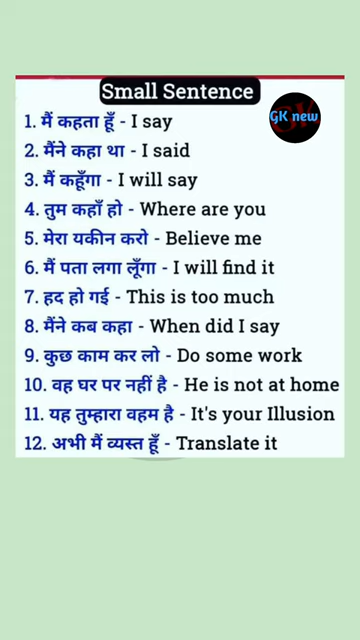 Small Sentence
GK new
1. मैं कहता हूँ - I say
2. मैंने कहा था - I said
3. मैं कहूँगा - I will say
4. तुम कहाँ हो - Where are you
5. मेरा यकीन करो - Believe me
6. मैं पता लगा लूँगा - I will find it
7. हद हो गई - This is too much
8. मैंने कब कहा - When did I say
9. कुछ काम कर लो - Do some work
10. वह घर पर नहीं है - He is not at home
11. यह तुम्हारा वहम है - It's your Illusion
12. अभी मैं व्यस्त हूँ - Translate it